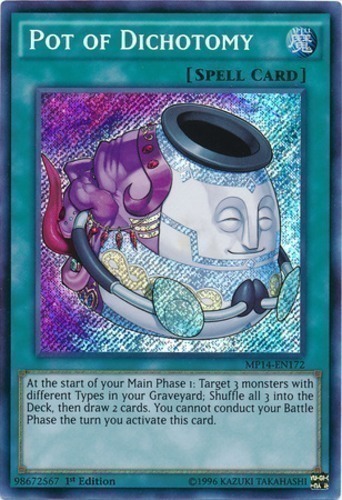 POT OF DICHOTOMY
魔
[SPELL CARD]
MP14-EN172
At the start of your Main Phase 1: Target 3 monsters with
different Types in your Graveyard; Shuffle all 3 into the
Deck, then draw 2 cards. You cannot conduct your Battle
Phase the turn you activate this card.
98672567 1st Edition ©1996 KAZUKI TAKAHASHI